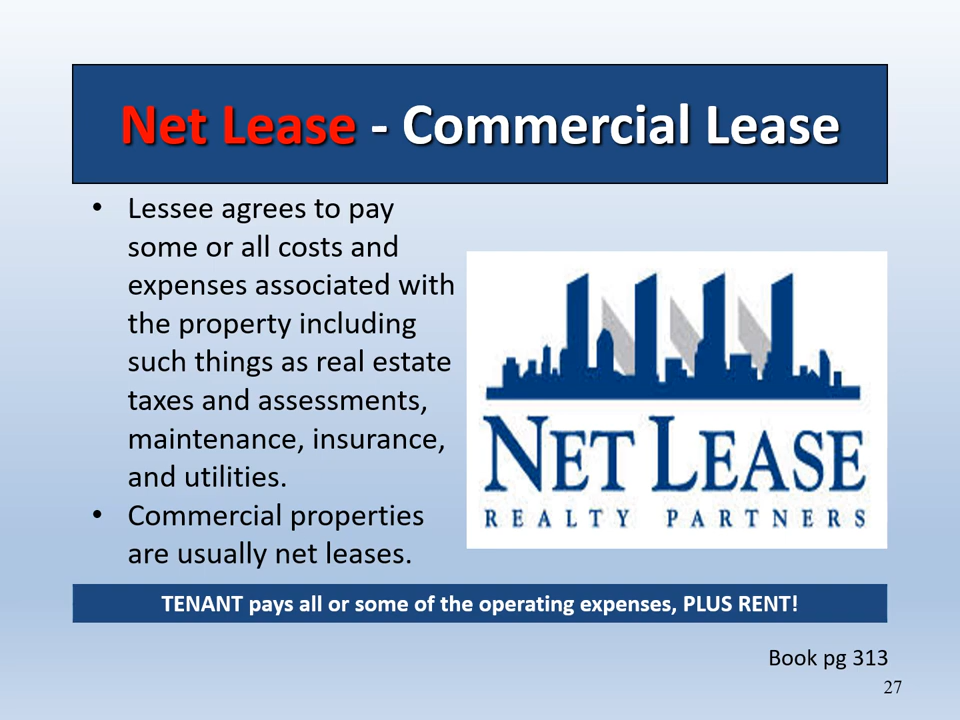 Net Lease - Commercial Lease
• Lessee agrees to pay
some or all costs and
expenses associated with
the property including
such things as real estate
taxes and assessments,
maintenance, insurance,
and utilities.
• Commercial properties
are usually net leases.
NET LEASE
REALTY PARTNERS
TENANT pays all or some of the operating expenses, PLUS RENT!
Book pg 313
27